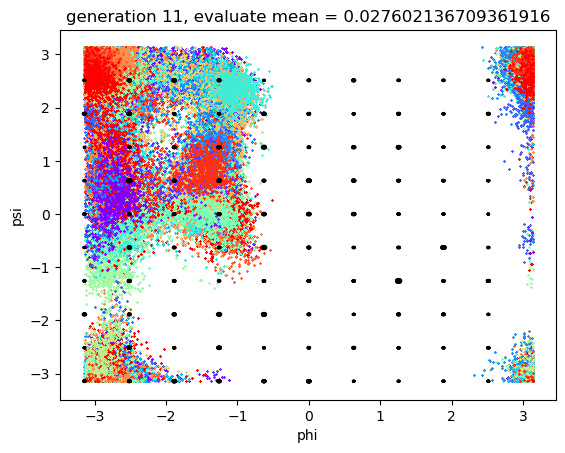 generation 11, evaluate mean = 0.027602136709361916
psi
3
2
1
0
−1
−2
−3
−3 −2 −1 0 1 2 3
phi